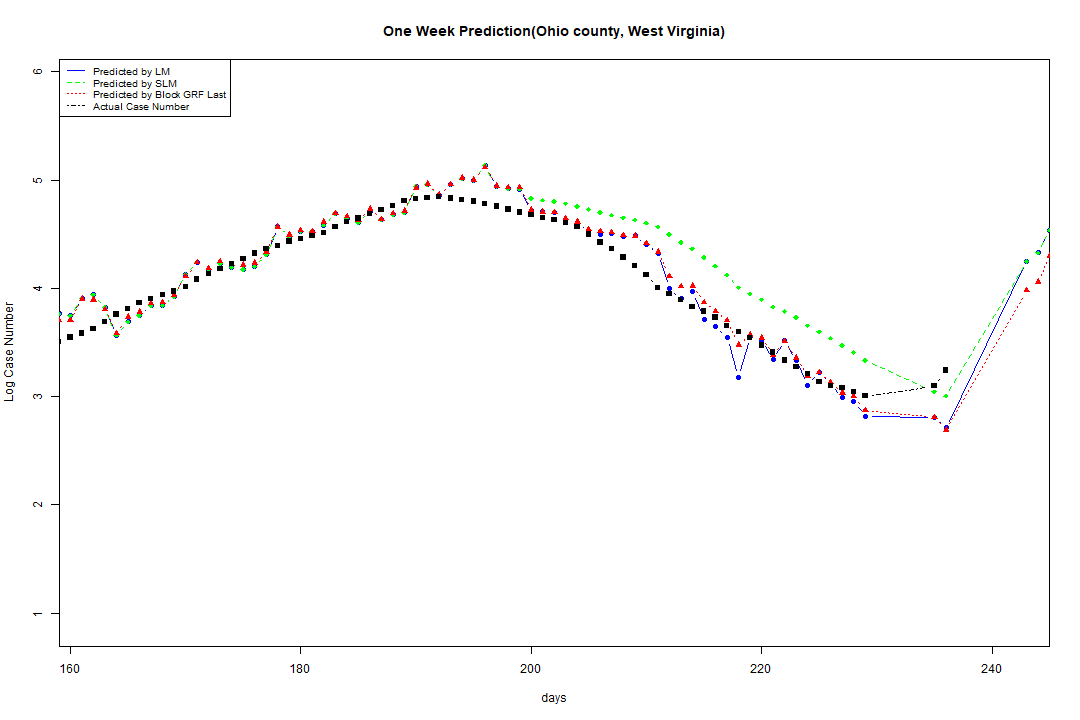 One Week Prediction(Ohio county, West Virginia)
Predicted by LM
Predicted by SLM
Predicted by Block GRF Last
Actual Case Number
6
5
4
3
2
1
Log Case Number
160 180 200 220 240
days